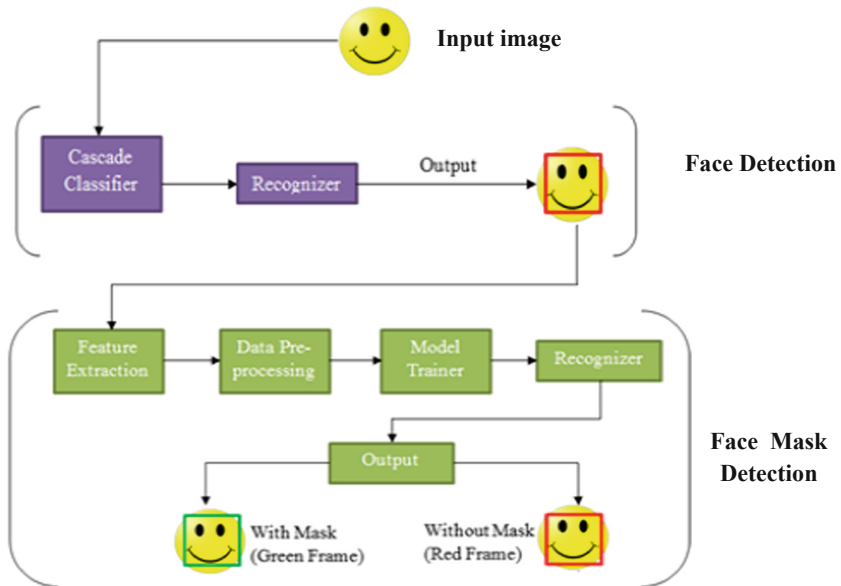 Input image
Cascade
Classifier
Recognizer
Output
Face Detection
Feature
Extraction
Data Pre-
processing
Model
Trainer
Recognizer
Output
Face Mask
Detection
With Mask
(Green Frame)
Without Mask
(Red Frame)